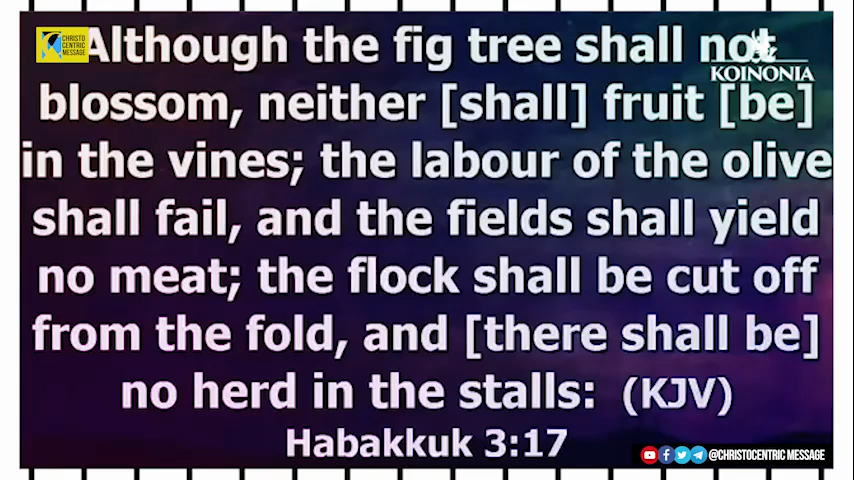 CHRISTO
CENTRIC
MESSAGE
Although the fig tree shall not
KOINONIA
blossom, neither [shall] fruit [be]
in the vines; the labour of the olive
shall fail, and the fields shall yield
no meat; the flock shall be cut off
from the fold, and [there shall be]
no herd in the stalls: (KJV)
Habakkuk 3:17
@CHRISTOCENTRIC MESSAGE